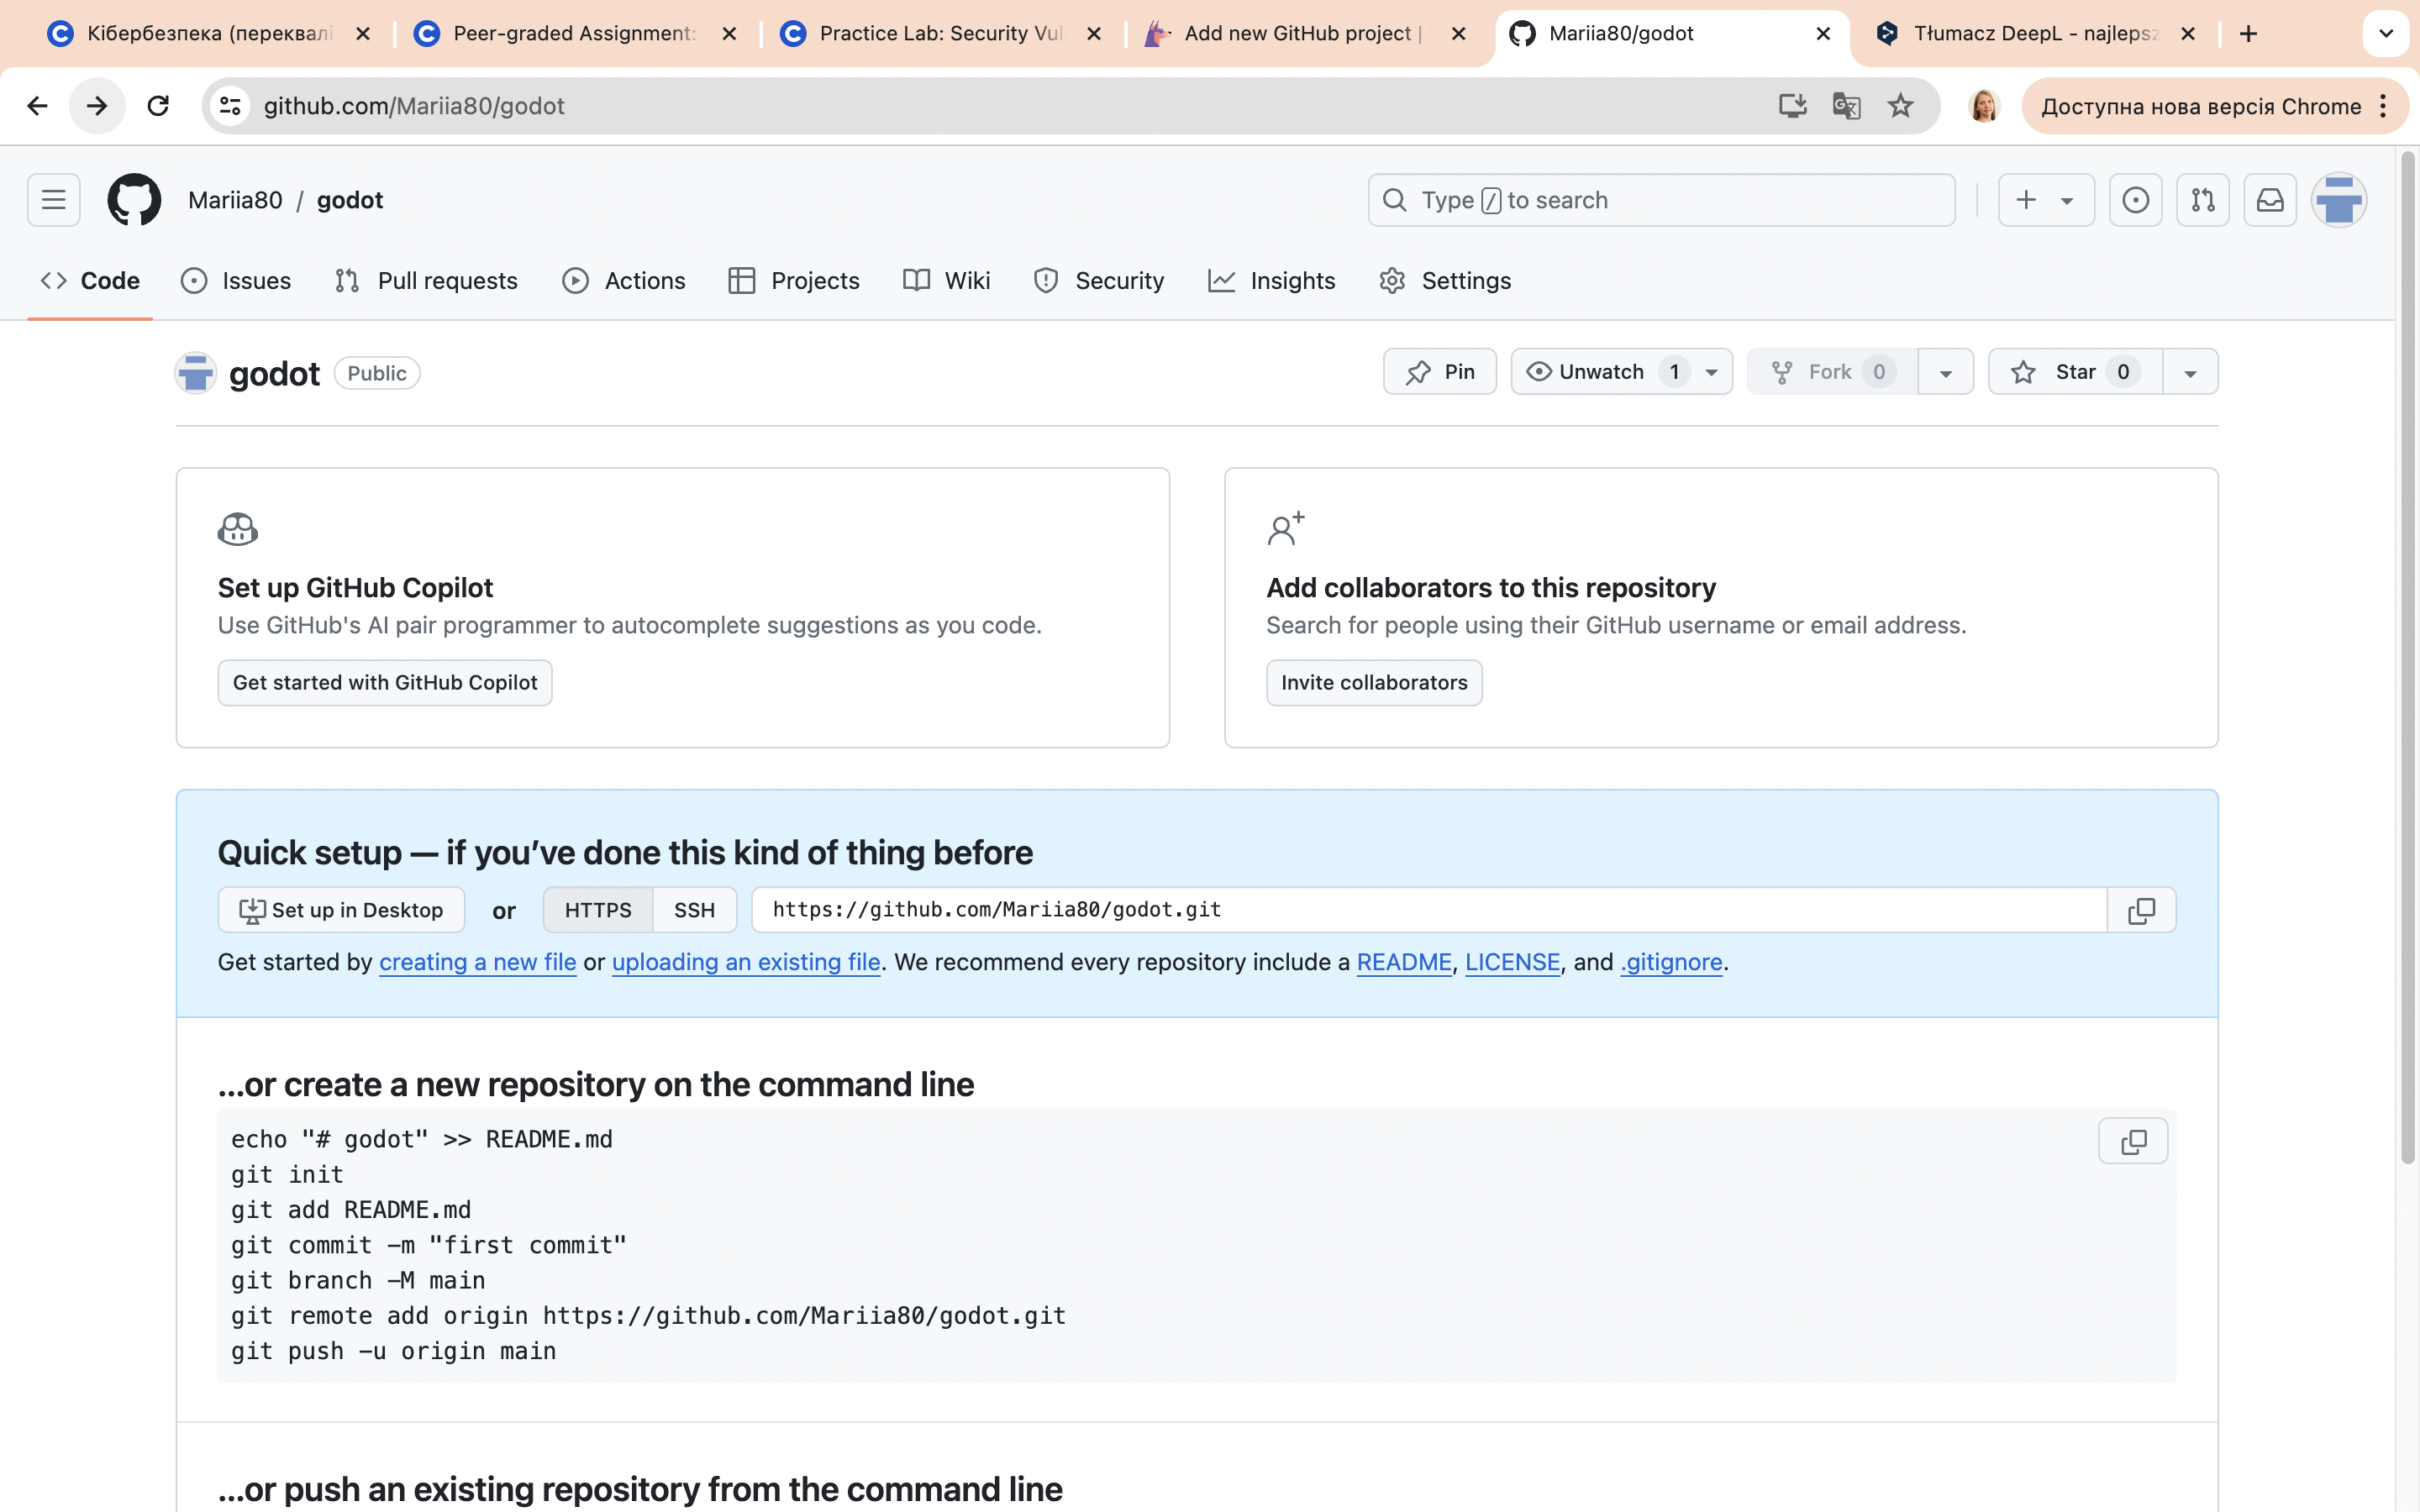 Кібербезпека (перекваліф
Peer-graded Assignment:
Practice Lab: Security Vul
Add new GitHub project |
Mariia80/godot
Tłumacz DeepL - najlepsz
github.com/Mariia80/godot
Доступна нова версія Chrome
Mariia80 / godot
Type / to search
Code
Issues
Pull requests
Actions
Projects
Wiki
Security
Insights
Settings
godot Public
Pin
Unwatch 1
Fork 0
Star 0
Set up GitHub Copilot
Use GitHub's AI pair programmer to autocomplete suggestions as you code.
Get started with GitHub Copilot
Add collaborators to this repository
Search for people using their GitHub username or email address.
Invite collaborators
Quick setup — if you’ve done this kind of thing before
Set up in Desktop or HTTPS SSH https://github.com/Mariia80/godot.git
Get started by creating a new file or uploading an existing file. We recommend every repository include a README, LICENSE, and .gitignore.
…or create a new repository on the command line
echo "# godot" >> README.md
git init
git add README.md
git commit -m "first commit"
git branch -M main
git remote add origin https://github.com/Mariia80/godot.git
git push -u origin main
…or push an existing repository from the command line